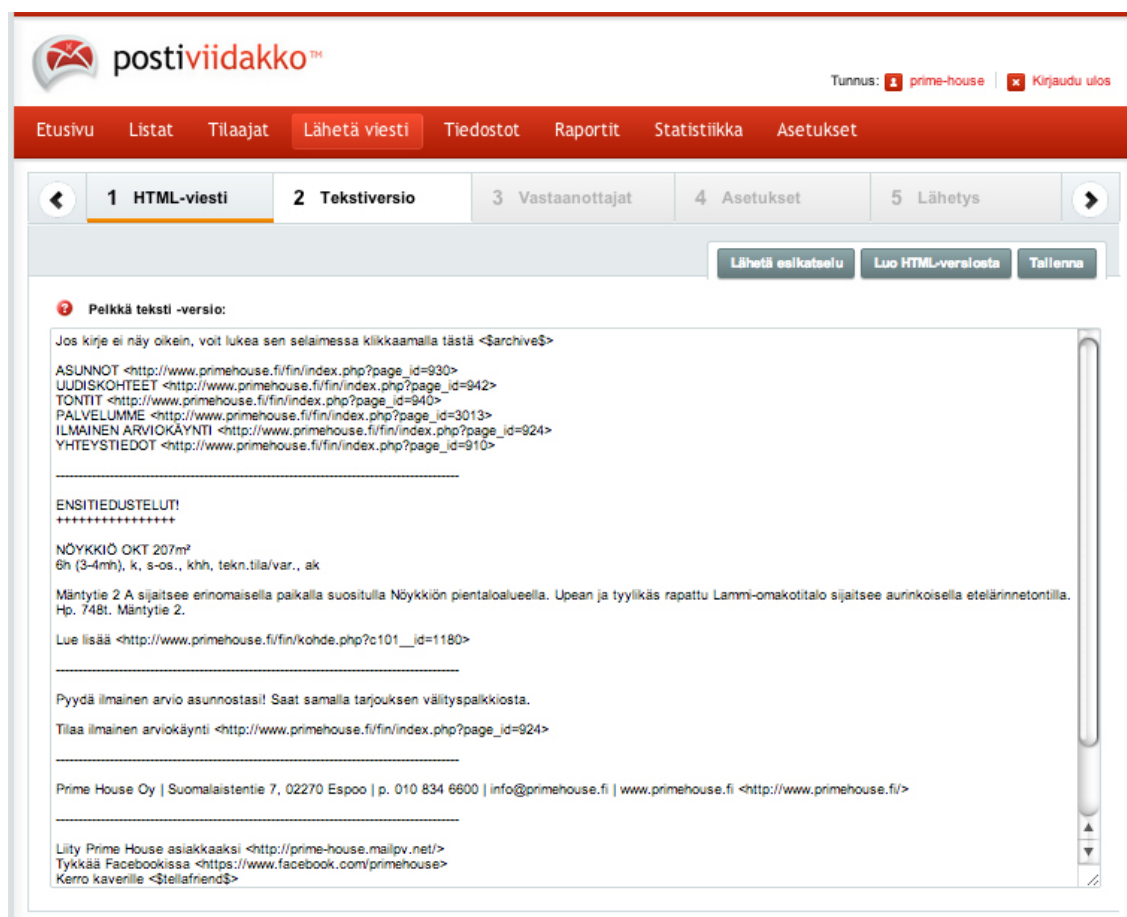 postiviidakko™
Tunnus: prime-house Kirjaudu ulos
Etusivu Listat Tilaajat Lähetä viesti Tiedostot Raportit Statistiikka Asetukset
1 HTML-viesti 2 Tekstiversio 3 Vastaanottajat 4 Asetukset 5 Lähetys
Lähetä esikatselu Luo HTML-versiosta Tallenna
Pelkkä teksti -versio:
Jos kirje ei näy oikein, voit lukea sen selaimessa klikkaamalla tästä <$archive$>
ASUNNOT <http://www.primehouse.fi/fin/index.php?page_id=930>
UUDISKOHTEET <http://www.primehouse.fi/fin/index.php?page_id=942>
TONTIT <http://www.primehouse.fi/fin/index.php?page_id=940>
PALVELUMME <http://www.primehouse.fi/fin/index.php?page_id=3013>
ILMAINEN ARVIOKÄYNTI <http://www.primehouse.fi/fin/index.php?page_id=924>
YHTEYSTIEDOT <http://www.primehouse.fi/fin/index.php?page_id=910>
----------------------------------------------------------------------------------------
ENSITIEDUSTELUT!
++++++++++++++++
NÖYKKIÖ OKT 207m²
6h (3-4mh), k, s-os., khh, tekn.tila/var., ak
Mäntytie 2 A sijaitsee erinomaisella paikalla suositulla Nöykkiön pientaloalueella. Upean ja tyylikäs rapattu Lammi-omakotitalo sijaitsee aurinkoisella etelärinnetontilla.
Hp. 748t. Mäntytie 2.
Lue lisää <http://www.primehouse.fi/fin/kohde.php?c101__id=1180>
----------------------------------------------------------------------------------------
Pyydä ilmainen arvio asunnostasi! Saat samalla tarjouksen välityspalkkiosta.
Tilaa ilmainen arviokäynti <http://www.primehouse.fi/fin/index.php?page_id=924>
----------------------------------------------------------------------------------------
Prime House Oy | Suomalaistentie 7, 02270 Espoo | p. 010 834 6600 | info@primehouse.fi | www.primehouse.fi <http://www.primehouse.fi/>
----------------------------------------------------------------------------------------
Liity Prime House asiakkaaksi <http://prime-house.mailpv.net/>
Tykkää Facebookissa <https://www.facebook.com/primehouse>
Kerro kaverille <$tellafriend$>